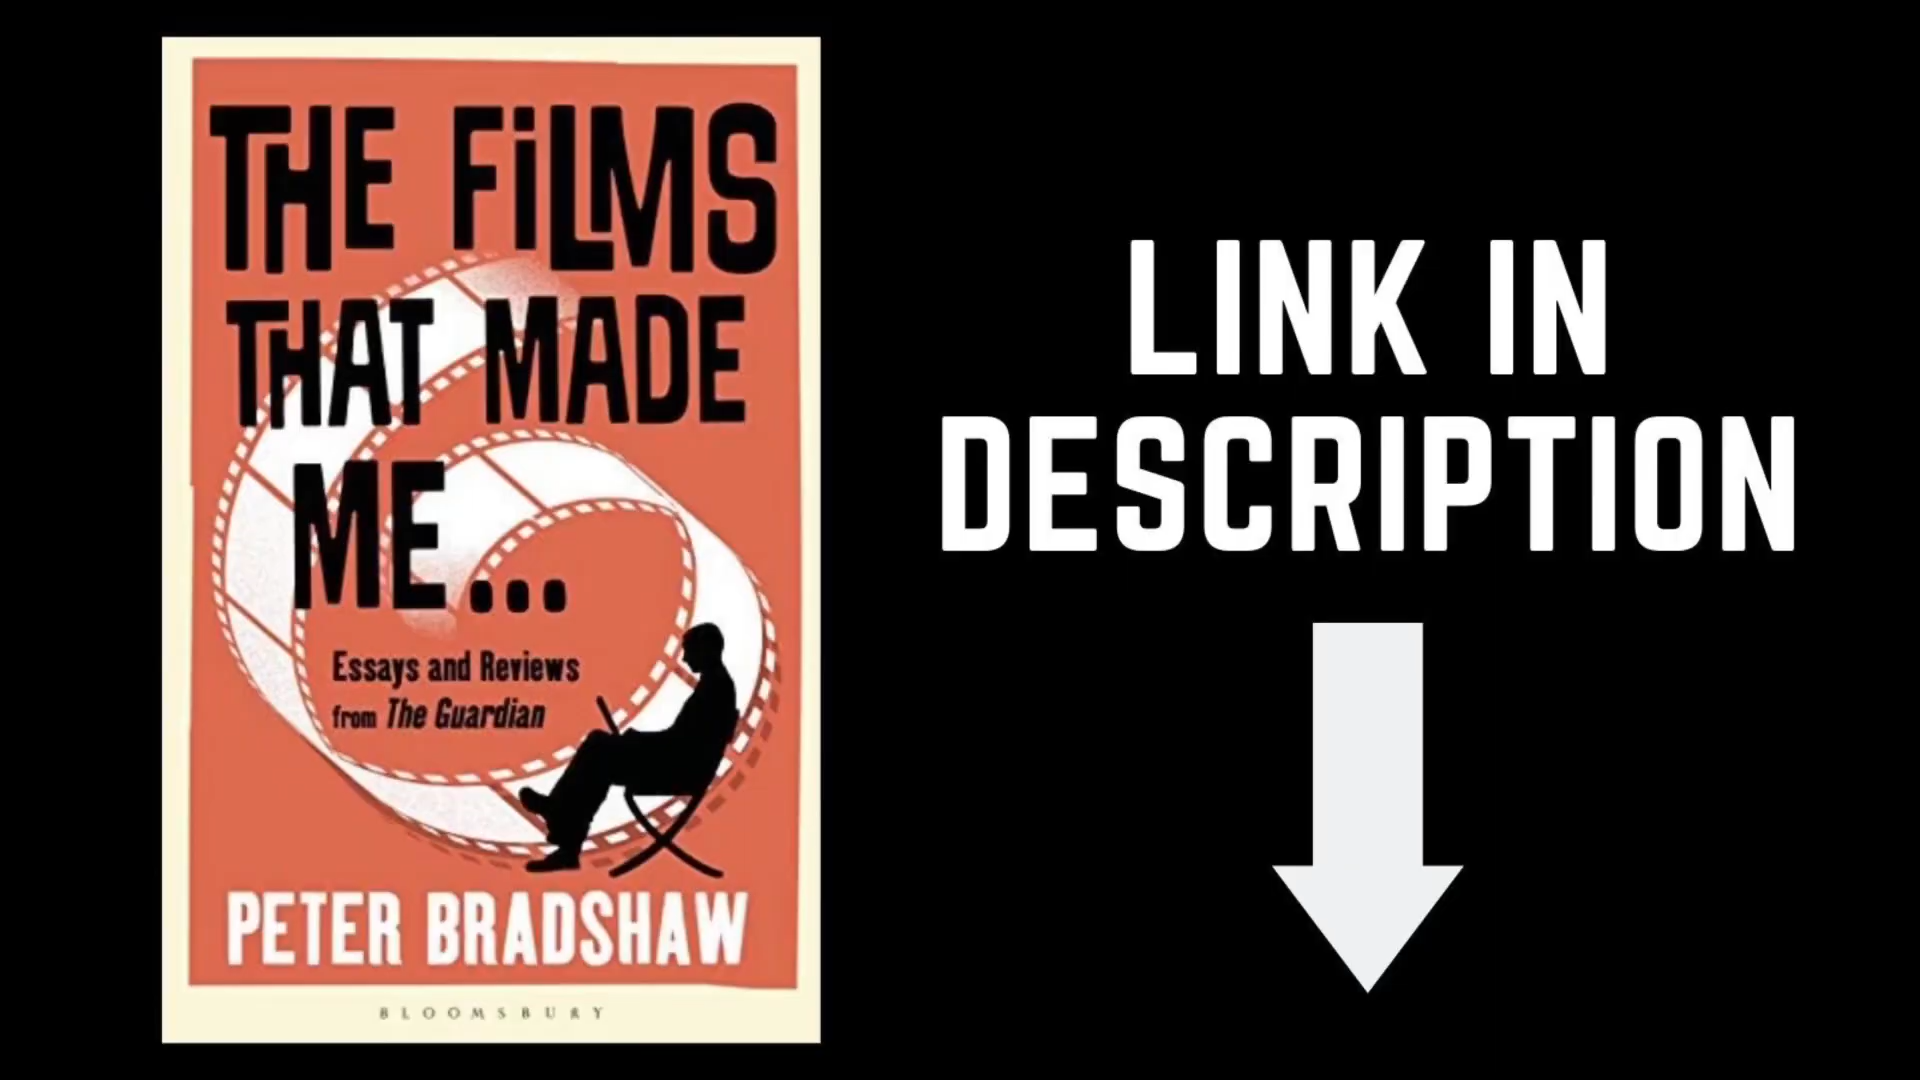 THE FiLMS
THAT MADE
ME...
Essays and Reviews
from The Guardian
PETER BRADSHAW
BLOOMSBURY
LINK IN
DESCRIPTION